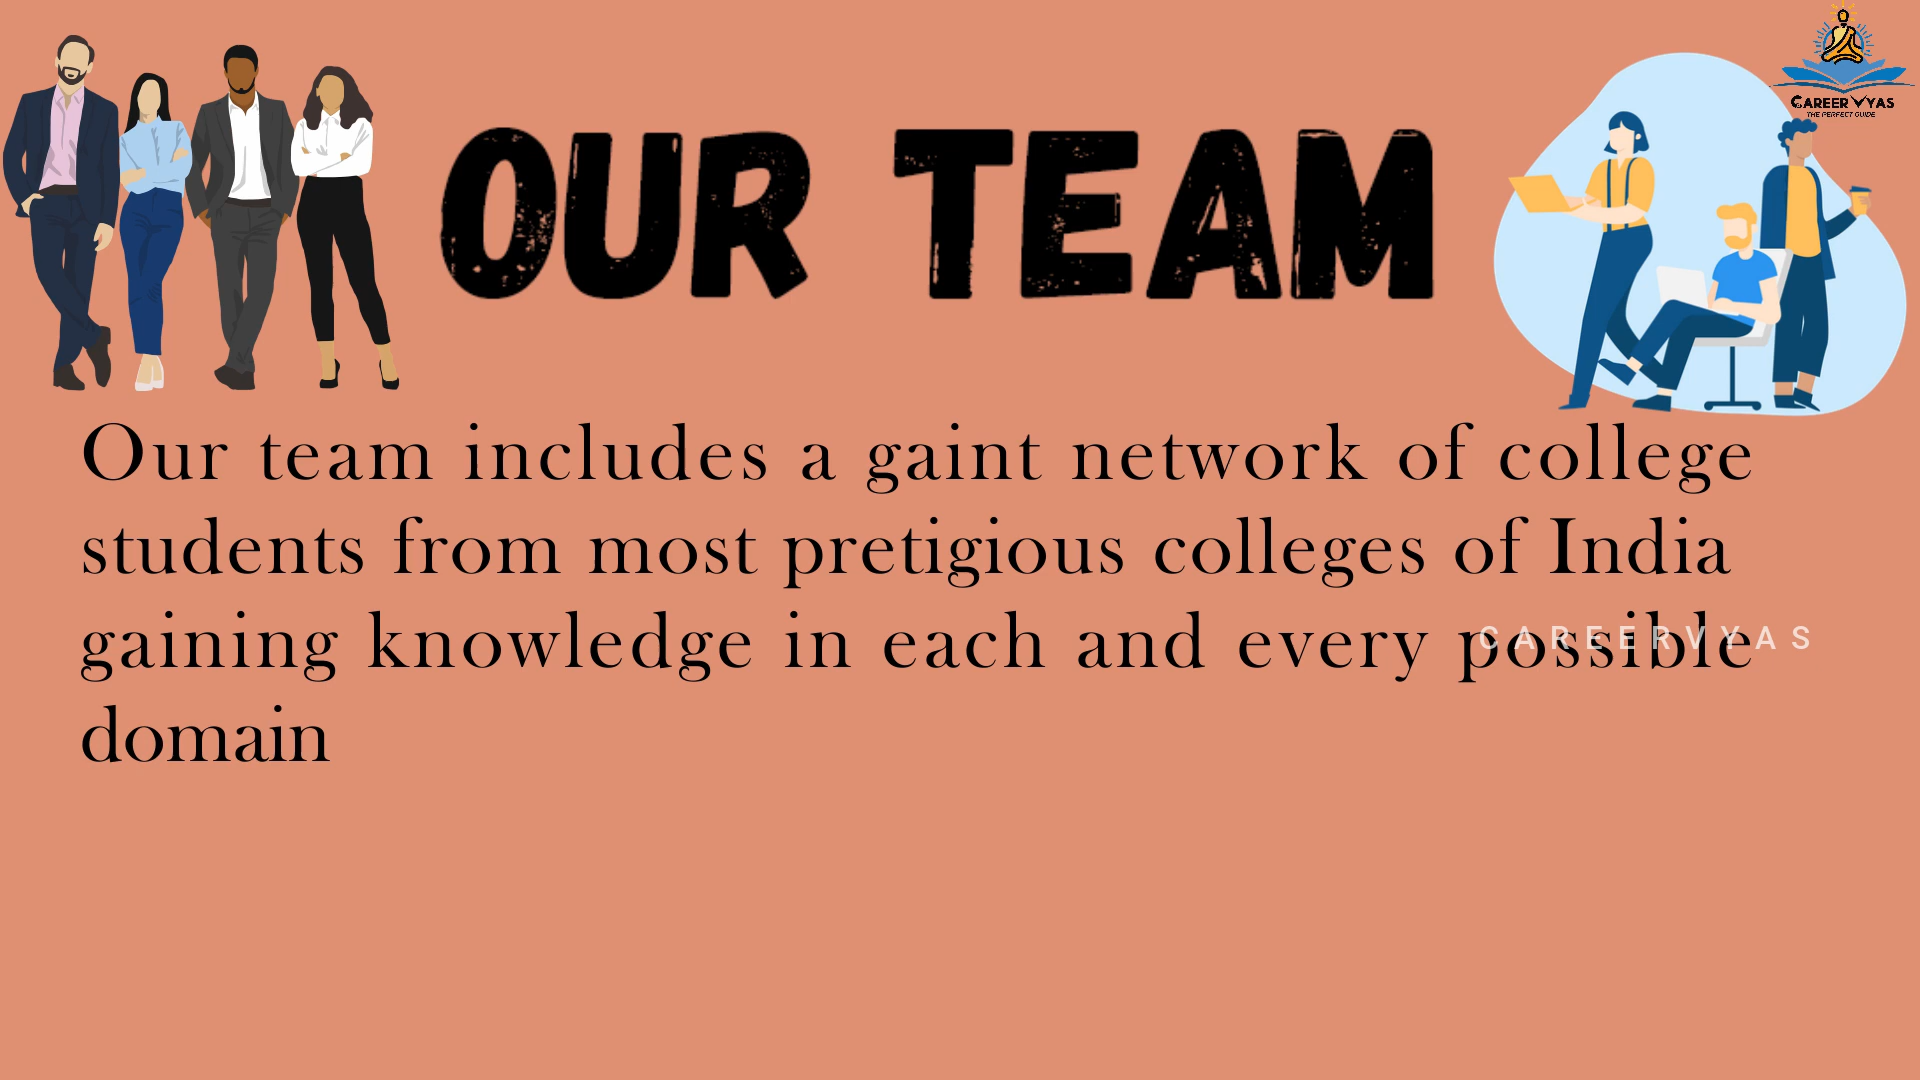 CAREER VYAS
THE PERFECT GUIDE
OUR TEAM
Our team includes a gaint network of college
students from most pretigious colleges of India
gaining knowledge in each and every possible
CAREERVYAS
domain